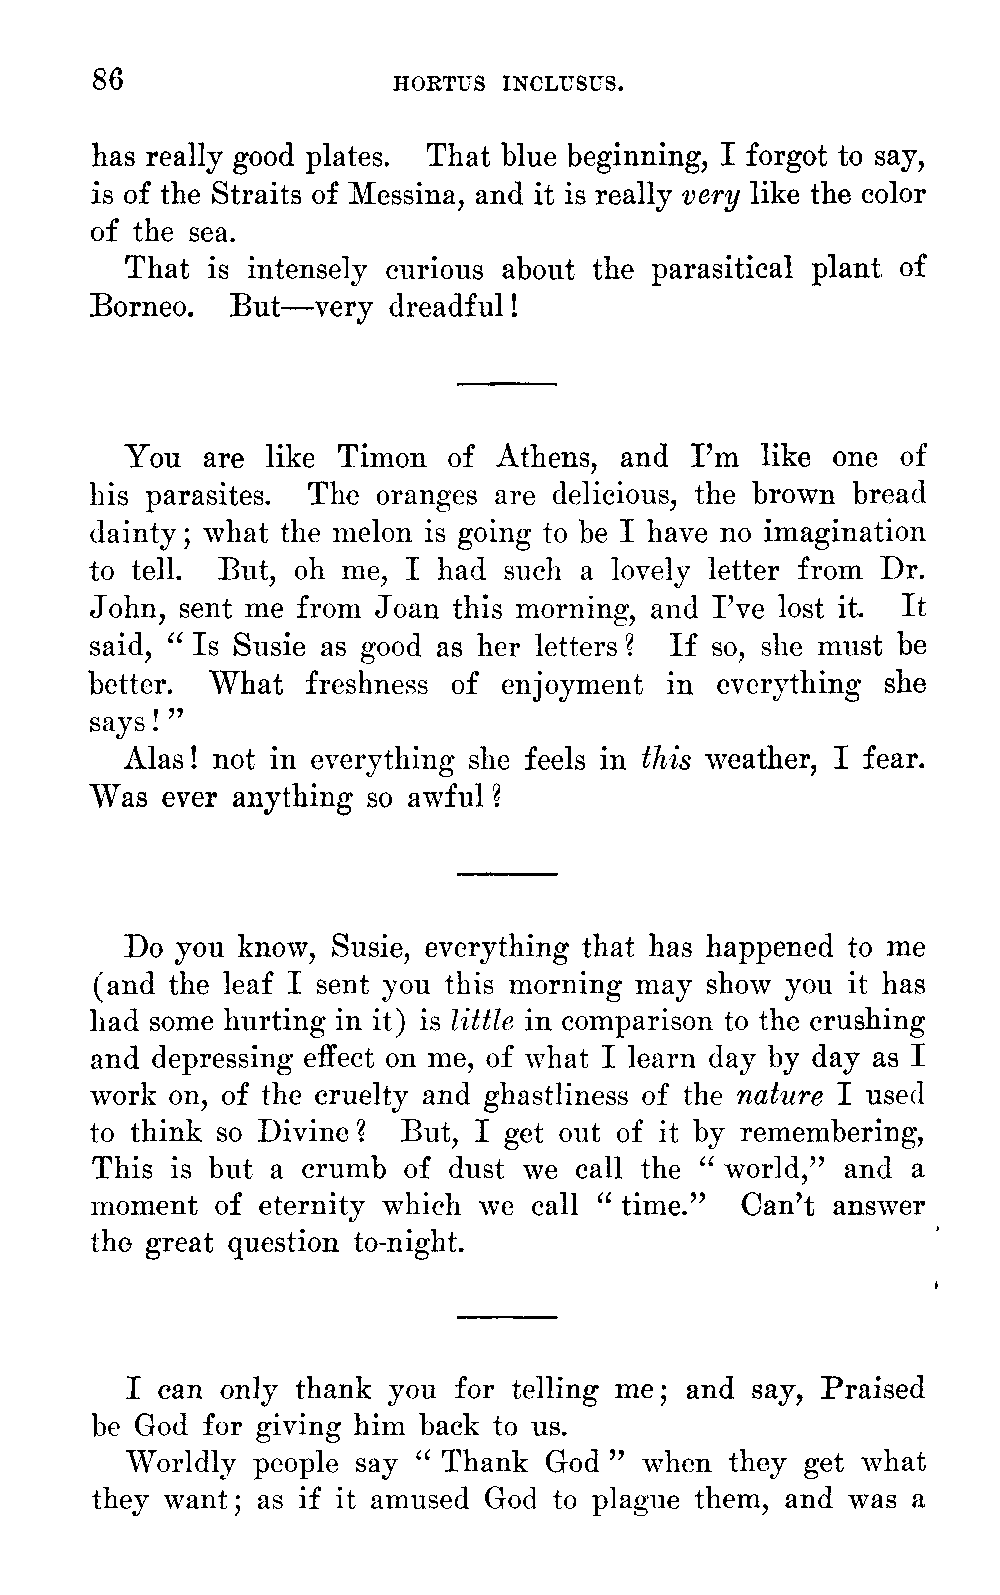 86 HORTUS INCLUSUS.
has really good plates. That blue beginning, I forgot to say,
is of the Straits of Messina, and it is really very like the color
of the sea.
That is intensely curious about the parasitical plant of
Borneo. But—very dreadful!
You are like Timon of Athens, and I'm like one of
his parasites. The oranges are delicious, the brown bread
dainty; what the melon is going to be I have no imagination
to tell. But, oh me, I had such a lovely letter from Dr.
John, sent me from Joan this morning, and I've lost it. It
said, "Is Susie as good as her letters? If so, she must be
better. What freshness of enjoyment in everything she
says!"
Alas! not in everything she feels in this weather, I fear.
Was ever anything so awful?
Do you know, Susie, everything that has happened to me
(and the leaf I sent you this morning may show you it has
had some hurting in it) is little in comparison to the crushing
and depressing effect on me, of what I learn day by day as I
work on, of the cruelty and ghastliness of the nature I used
to think so Divine? But, I get out of it by remembering,
This is but a crumb of dust we call the "world," and a
moment of eternity which we call "time." Can't answer
the great question to-night.
I can only thank you for telling me; and say, Praised
be God for giving him back to us.
Worldly people say "Thank God" when they get what
they want; as if it amused God to plague them, and was a